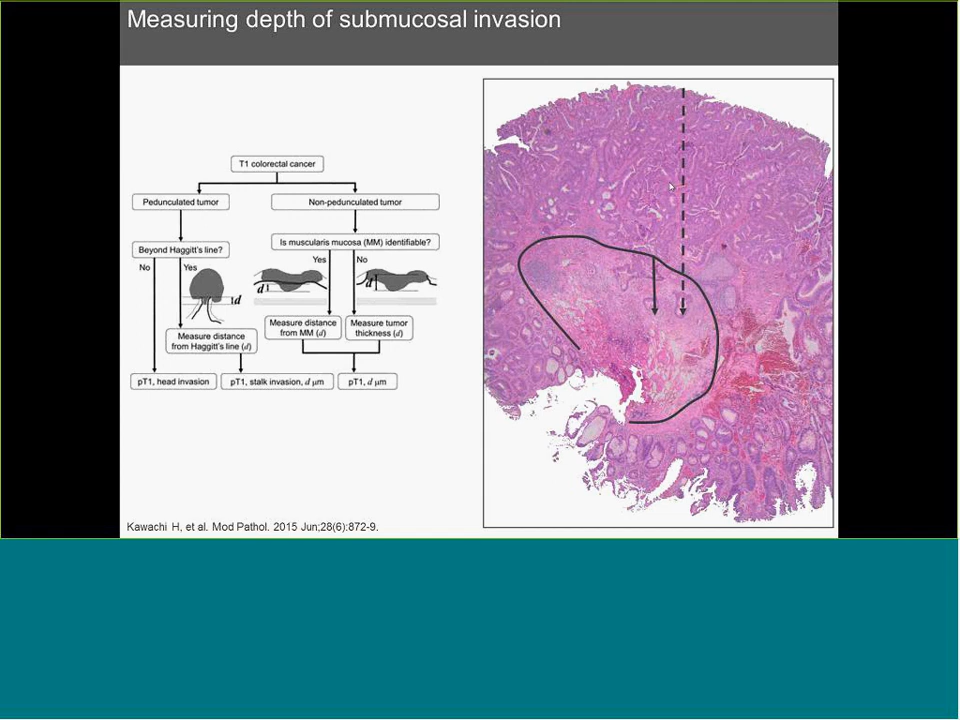 Measuring depth of submucosal invasion
T1 colorectal cancer
Pedunculated tumor
Non-pedunculated tumor
Beyond Haggitt's line?
Is muscularis mucosa (MM) identifiable?
No
Yes
Yes
No
d
d
d
Measure distance
from Haggitt's line (d)
Measure distance
from MM (d)
Measure tumor
thickness (d)
pT1, head invasion
pT1, stalk invasion, d μm
pT1, d μm
Kawachi H, et al. Mod Pathol. 2015 Jun;28(6):872-9.